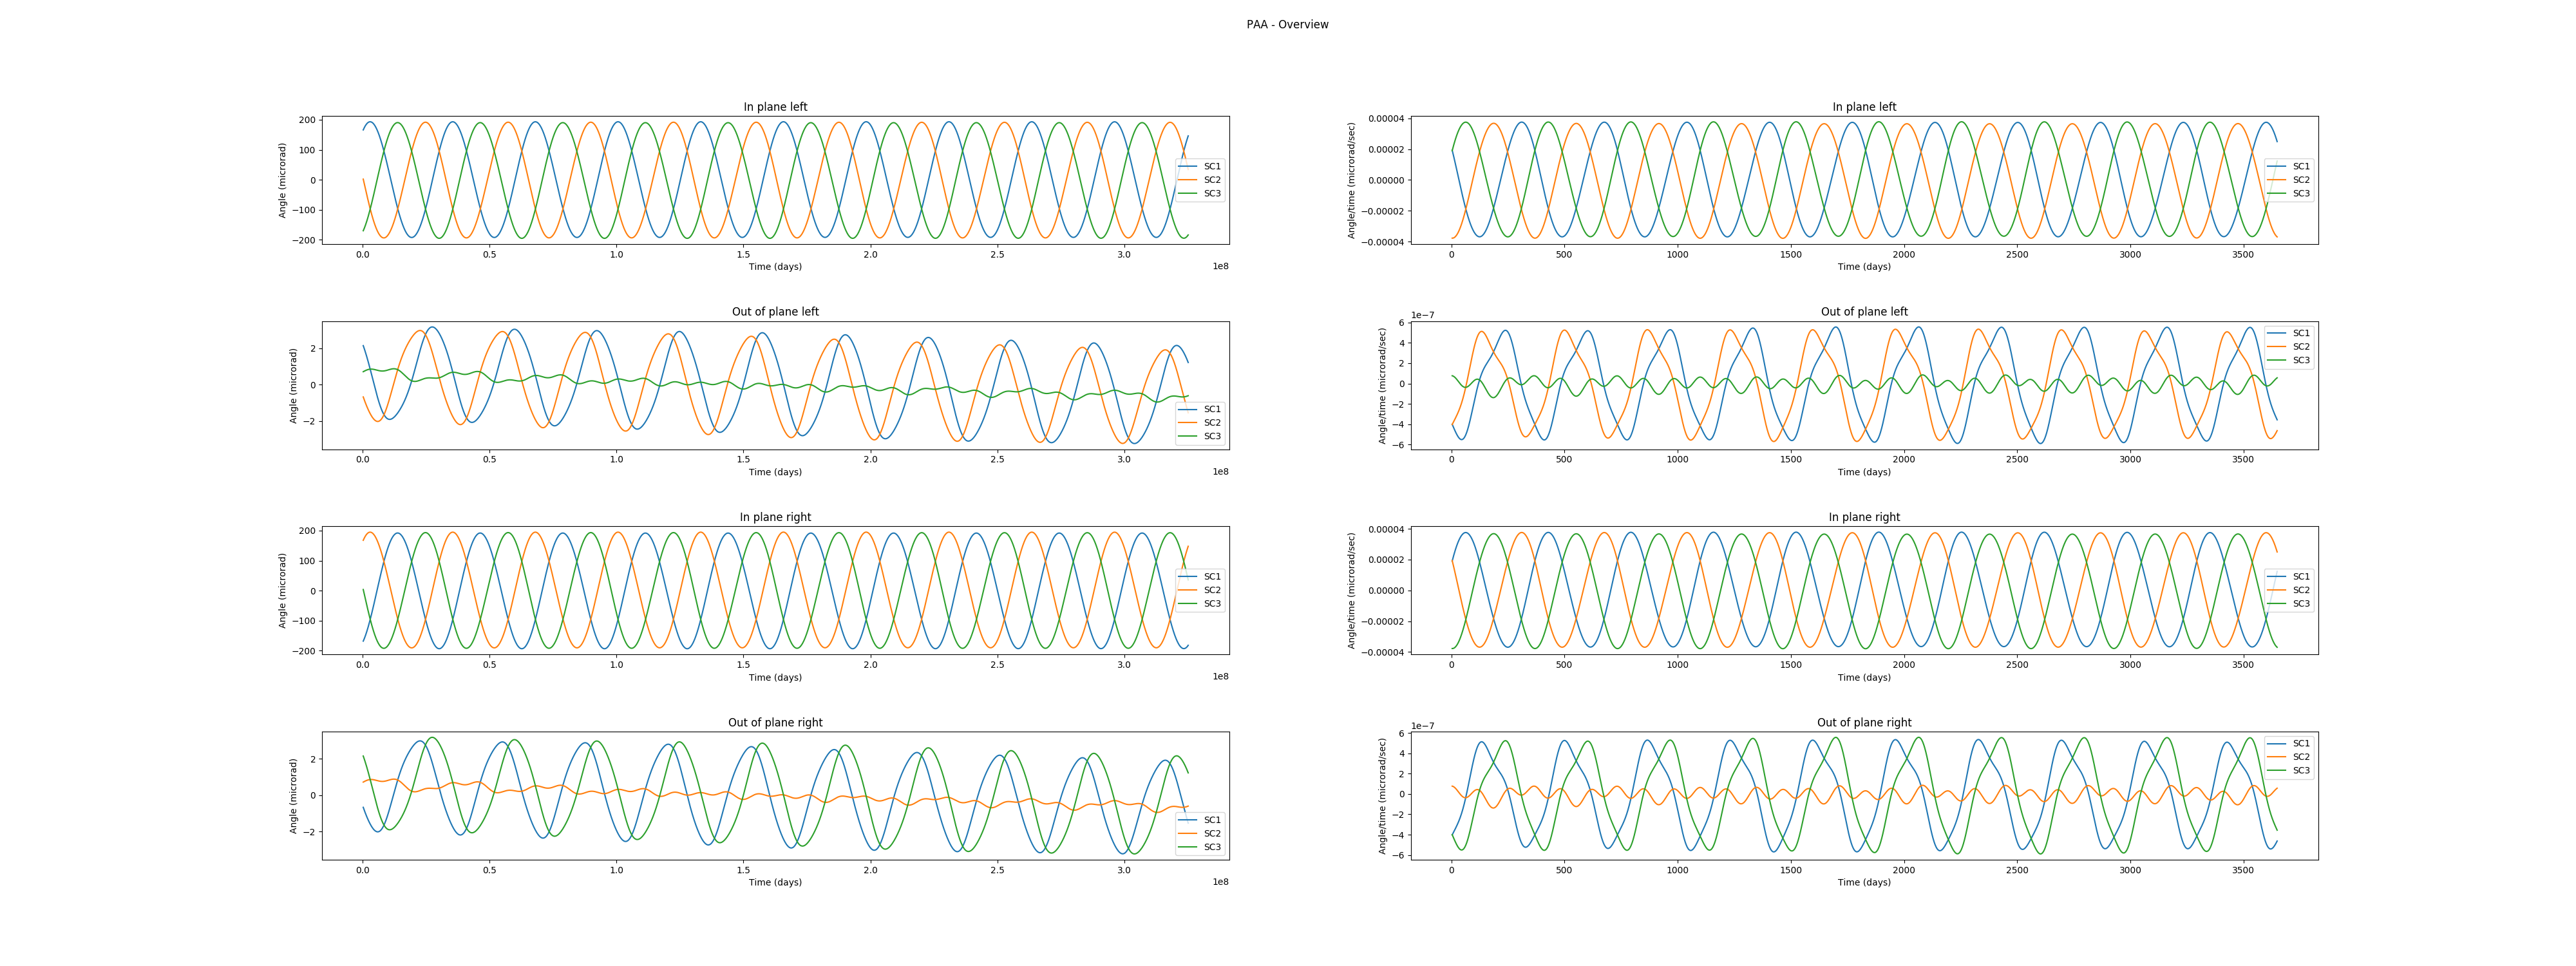 PAA - Overview
In plane left
Angle (microrad)
200
100
0
−100
−200
SC1
SC2
SC3
0.0 0.5 1.0 1.5 2.0 2.5 3.0
Time (days)
1e8
In plane left
Angle/time (microrad/sec)
0.00004
0.00002
0.00000
−0.00002
−0.00004
SC1
SC2
SC3
0 500 1000 1500 2000 2500 3000 3500
Time (days)
Out of plane left
Angle (microrad)
2
0
−2
SC1
SC2
SC3
0.0 0.5 1.0 1.5 2.0 2.5 3.0
Time (days)
1e8
Out of plane left
1e−7
Angle/time (microrad/sec)
6
4
2
0
−2
−4
−6
SC1
SC2
SC3
0 500 1000 1500 2000 2500 3000 3500
Time (days)
In plane right
Angle (microrad)
200
100
0
−100
−200
SC1
SC2
SC3
0.0 0.5 1.0 1.5 2.0 2.5 3.0
Time (days)
1e8
In plane right
Angle/time (microrad/sec)
0.00004
0.00002
0.00000
−0.00002
−0.00004
SC1
SC2
SC3
0 500 1000 1500 2000 2500 3000 3500
Time (days)
Out of plane right
Angle (microrad)
2
0
−2
SC1
SC2
SC3
0.0 0.5 1.0 1.5 2.0 2.5 3.0
Time (days)
1e8
Out of plane right
1e−7
Angle/time (microrad/sec)
6
4
2
0
−2
−4
−6
SC1
SC2
SC3
0 500 1000 1500 2000 2500 3000 3500
Time (days)